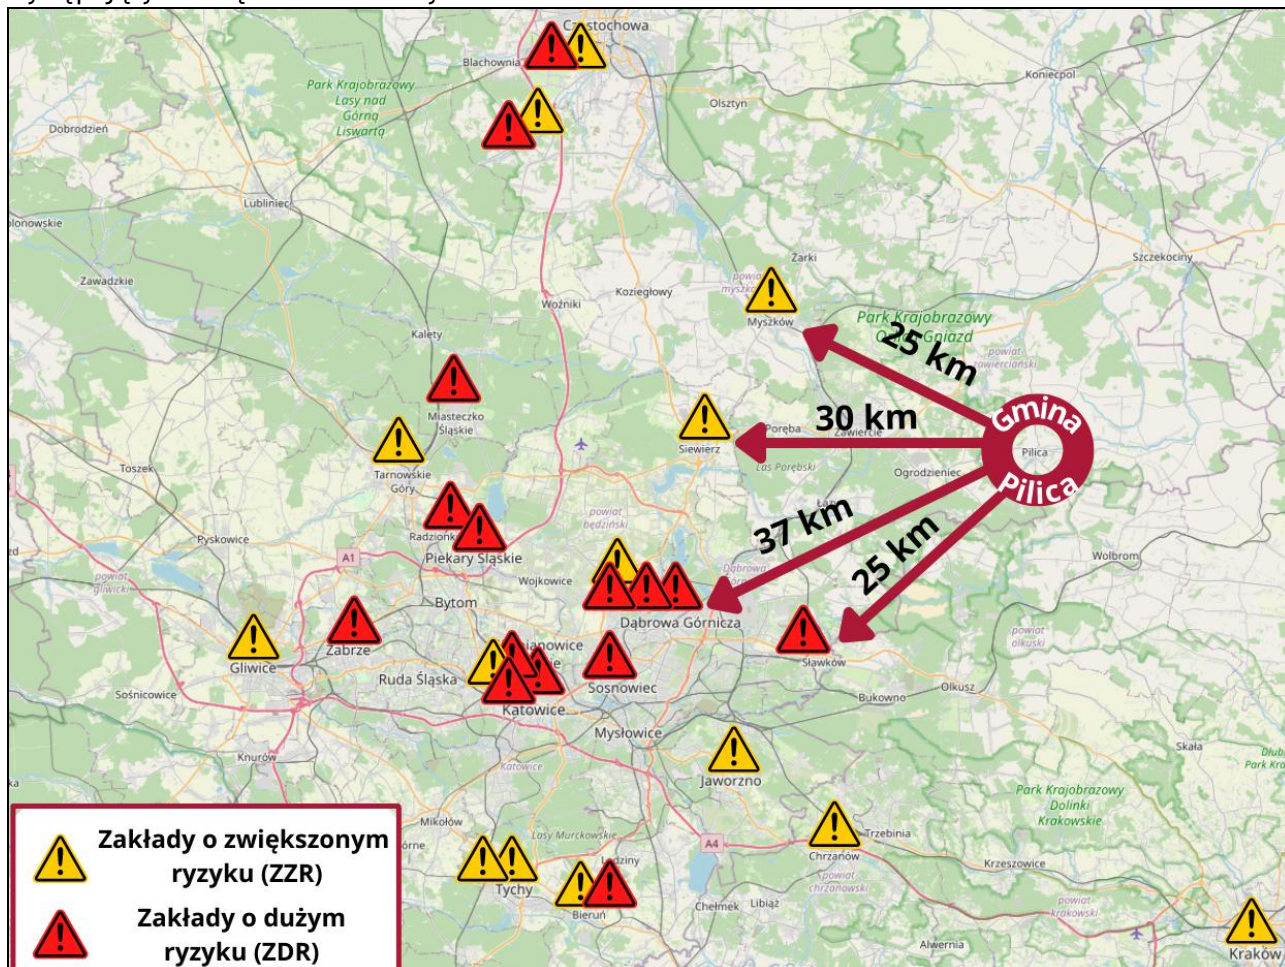 Częstochowa
Blachownia
Koniecpol
Park Krajobrazowy
Lasy nad
Górną
Liswartą
Olsztyn
Dobrodzień
Lubliniec
olonowskie
Żarki
Szczekociny
Zawadzkie
powiat
Woźniki
Koziegłowy
Myszków
Park Krajobrazowy
25 km
Kalety
powiat
zawierciański
Miasteczko
Śląskie
Gmina
Pilica
Pilica
30 km
Poręba
Zawiercie
Siewierz
Las Porębski
Ogrodzieniec
Toszek
Tarnowskie
Góry
37 km
25 km
powiat
będziński
Pyskowice
Piekary Śląskie
A1
Wolbrom
powiat
gliwicki
Wojkowice
Bytom
Dąbrowa Górnicza
powiat
olkuski
Zabrze
Gliwice
Ruda Śląska
Sławków
Sosnowiec
Sośnicowice
Bukowno
Olkusz
Katowice
Mysłowice
Skała
Knurów
Katowice
Jaworzno
Park Krajobrazowy
Dolinki
Krakowskie
Mikołów
Lasy Murckowskie
A4
Trzebinia
Chrzanów
Krzeszowice
Tychy
powiat
chrzanowski
Bieruń
Chełmek
Libiąż
powiat
krakowski
Alwernia
Kraków
Zakłady o zwiększonym
ryzyku (ZZR)
Zakłady o dużym
ryzyku (ZDR)